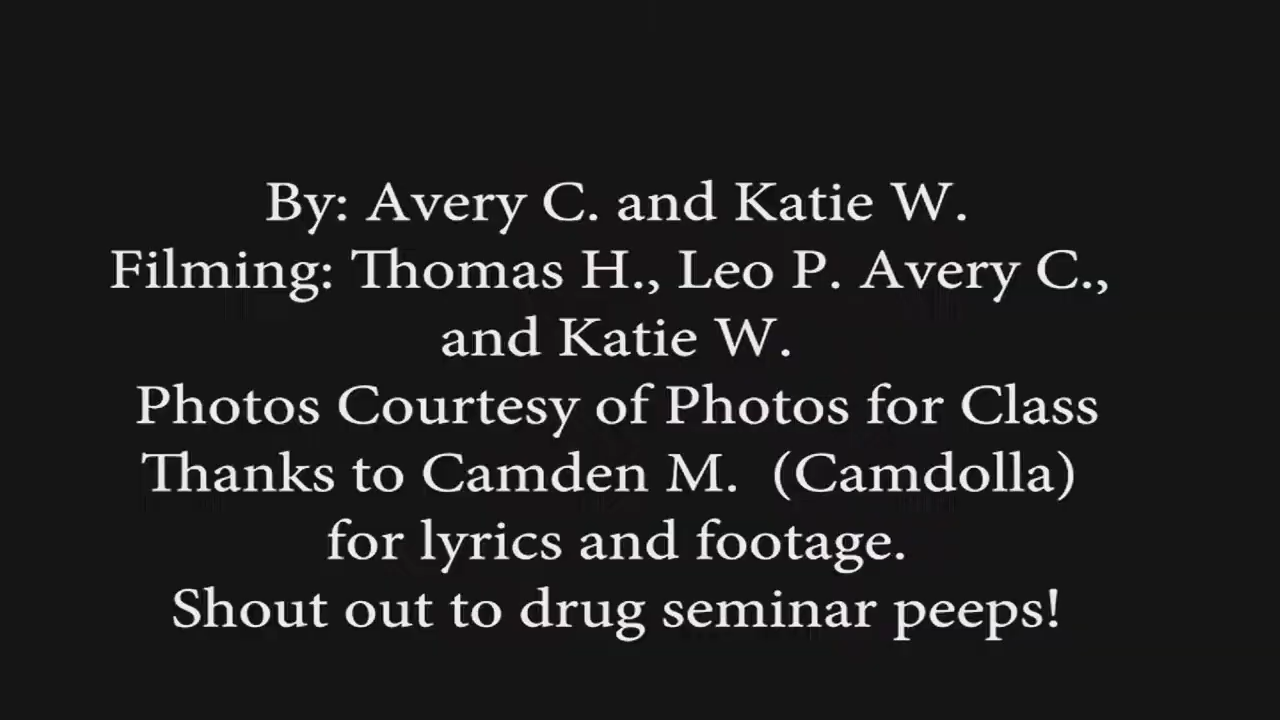 By: Avery C. and Katie W.
Filming: Thomas H., Leo P. Avery C.,
and Katie W.
Photos Courtesy of Photos for Class
Thanks to Camden M.  (Camdolla)
for lyrics and footage.
Shout out to drug seminar peeps!